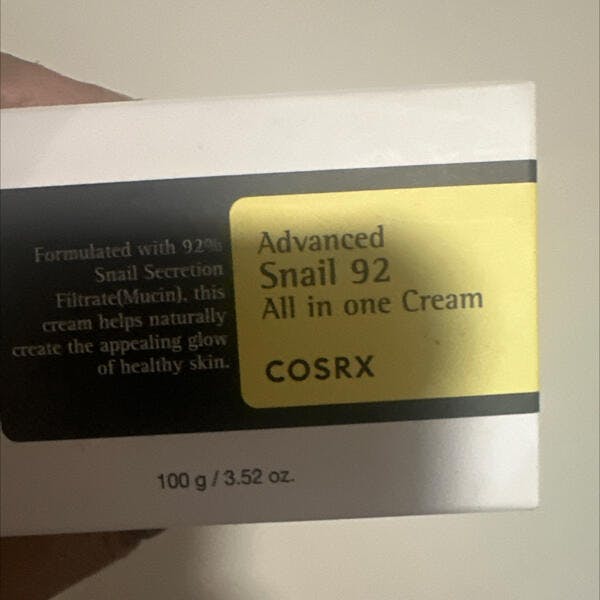 Formulated with 92%
Snail Secretion
Filtrate(Mucin), this
cream helps naturally
create the appealing glow
of healthy skin.
Advanced
Snail 92
All in one Cream
COSRX
100 g / 3.52 oz.